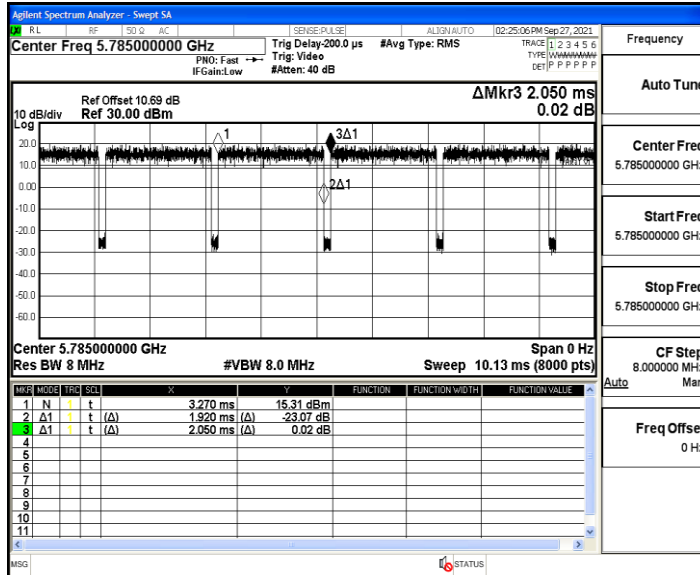 Agilent Spectrum Analyzer - Swept SA
RL RF 50 Ω AC SENSE:PULSE ALIGN AUTO 02:25:06 PM Sep 27, 2021
Center Freq 5.785000000 GHz
PNO: Fast
IFGain:Low
Trig Delay-200.0 µs
Trig: Video
#Atten: 40 dB
#Avg Type: RMS
TRACE 1 2 3 4 5 6
TYPE
DET P P P P P P
ΔMkr3 2.050 ms
0.02 dB
Ref Offset 10.69 dB
10 dB/div Ref 30.00 dBm
Log
20.0
10.0
0.00
-10.0
-20.0
-30.0
-40.0
-50.0
-60.0
1
3Δ1
2Δ1
Center 5.785000000 GHz Span 0 Hz
Res BW 8 MHz #VBW 8.0 MHz Sweep 10.13 ms (8000 pts)
MKR MODE TRC SCL X Y FUNCTION FUNCTION WIDTH FUNCTION VALUE
1 N 1 t 3.270 ms 15.31 dBm
2 Δ1 1 t (Δ) 1.920 ms (Δ) -23.07 dB
3 Δ1 1 t (Δ) 2.050 ms (Δ) 0.02 dB
4
5
6
7
8
9
10
11
MSG STATUS
Frequency
Auto Tune
Center Freq
5.785000000 GHz
Start Freq
5.785000000 GHz
Stop Freq
5.785000000 GHz
CF Step
8.000000 MHz
Auto Man
Freq Offset
0 Hz